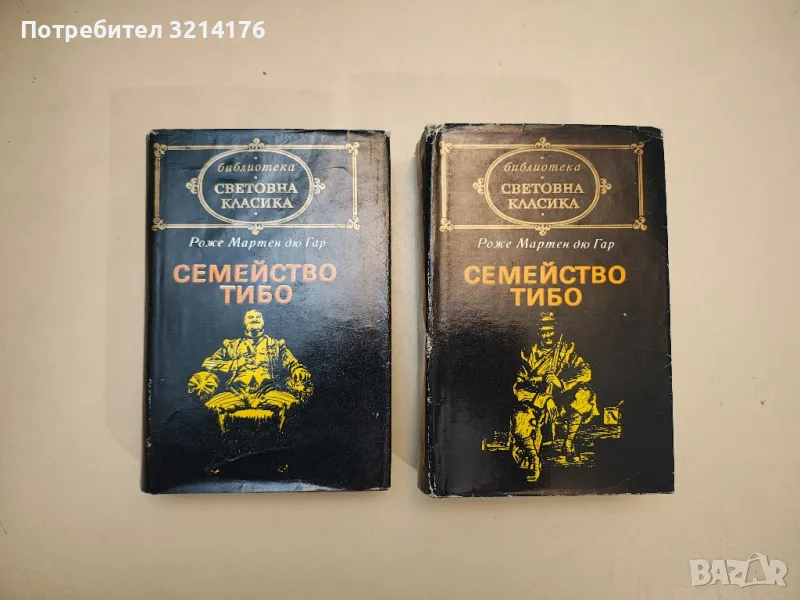 Потребител 3214176
библиотека
СВЕТОВНА
КЛАСИКА
Роже Мартен дю Гар
СЕМЕЙСТВО
ТИБО
библиотека
СВЕТОВНА
КЛАСИКА
Роже Мартен дю Гар
СЕМЕЙСТВО
ТИБО
BAZAR